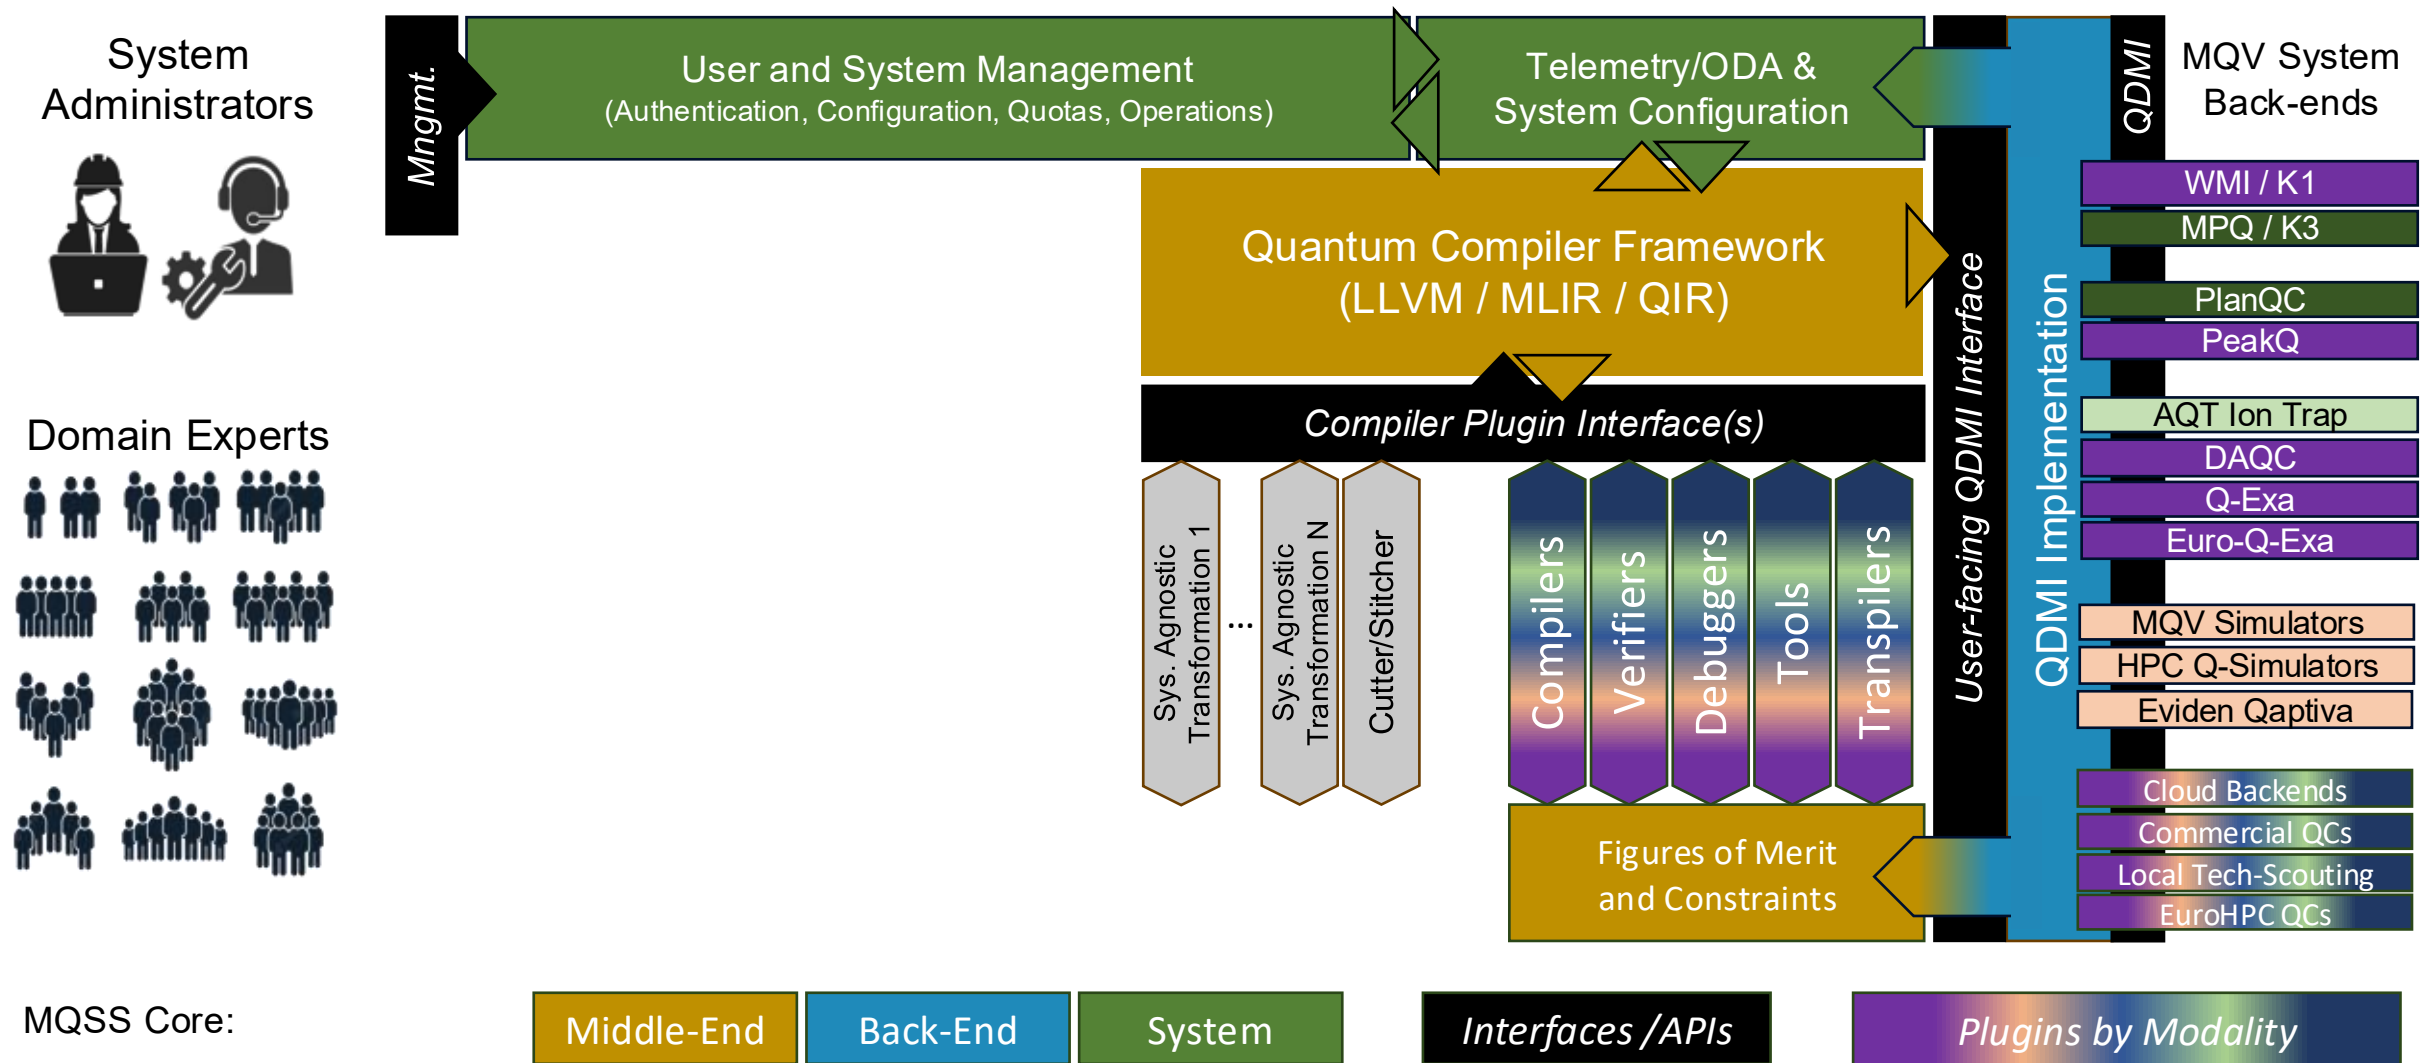 System
Administrators
Mngmt.
User and System Management
(Authentication, Configuration, Quotas, Operations)
Telemetry/ODA &
System Configuration
QDMI
MQV System
Back-ends
Quantum Compiler Framework
(LLVM / MLIR / QIR)
Compiler Plugin Interface(s)
Domain Experts
Sys. Agnostic
Transformation 1
...
Sys. Agnostic
Transformation N
Cutter/Stitcher
Compilers
Verifiers
Debuggers
Tools
Transpilers
Figures of Merit
and Constraints
User-facing QDMI Interface
QDMI Implementation
WMI / K1
MPQ / K3
PlanQC
PeakQ
AQT Ion Trap
DAQC
Q-Exa
Euro-Q-Exa
MQV Simulators
HPC Q-Simulators
Eviden Qaptiva
Cloud Backends
Commercial QCs
Local Tech-Scouting
EuroHPC QCs
MQSS Core:
Middle-End
Back-End
System
Interfaces /APIs
Plugins by Modality